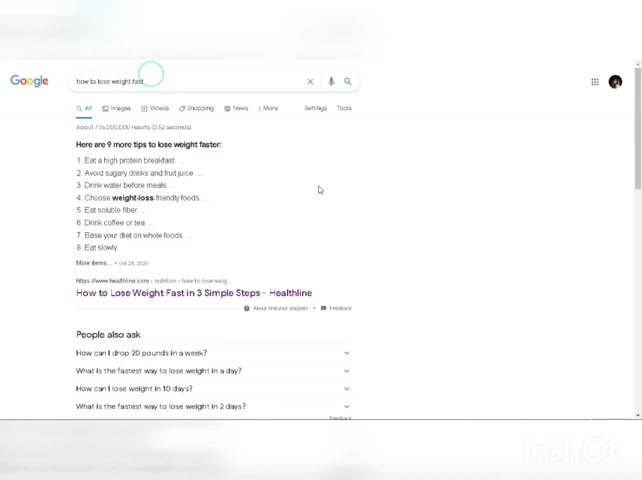 Google
how to lose weight fast
All
Images
Videos
Shopping
News
More
Settings
Tools
About 736,000,000 results (0.52 seconds)
Here are 9 more tips to lose weight faster:
1. Eat a high protein breakfast. ...
2. Avoid sugary drinks and fruit juice. ...
3. Drink water before meals. ...
4. Choose weight-loss-friendly foods. ...
5. Eat soluble fiber. ...
6. Drink coffee or tea. ...
7. Base your diet on whole foods. ...
8. Eat slowly.
More items... • Oct 28, 2020
https://www.healthline.com › nutrition › how-to-lose-weig...
How to Lose Weight Fast in 3 Simple Steps - Healthline
About featured snippets • Feedback
People also ask
How can I drop 20 pounds in a week?
What is the fastest way to lose weight in a day?
How can I lose weight in 10 days?
What is the fastest way to lose weight in 2 days?
Feedback
InShOt